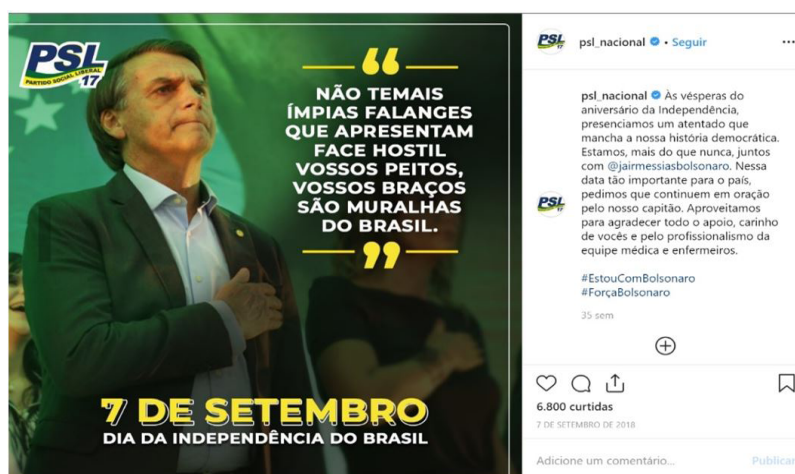 PSL
PARTIDO SOCIAL LIBERAL
17
“
NÃO TEMAIS
ÍMPIAS FALANGES
QUE APRESENTAM
FACE HOSTIL
VOSSOS PEITOS,
VOSSOS BRAÇOS
SÃO MURALHAS
DO BRASIL.
”
7 DE SETEMBRO
DIA DA INDEPENDÊNCIA DO BRASIL
PSL
17
psl_nacional • Seguir
PSL
17
psl_nacional Às vésperas do
aniversário da Independência,
presenciamos um atentado que
mancha a nossa história democrática.
Estamos, mais do que nunca, juntos
com @jairmessiasbolsonaro. Nessa
data tão importante para o país,
pedimos que continuem em oração
pelo nosso capitão. Aproveitamos
para agradecer todo o apoio, carinho
de vocês e pelo profissionalismo da
equipe médica e enfermeiros.
#EstouComBolsonaro
#ForçaBolsonaro
35 sem
6.800 curtidas
7 DE SETEMBRO DE 2018
Adicione um comentário... Publicar